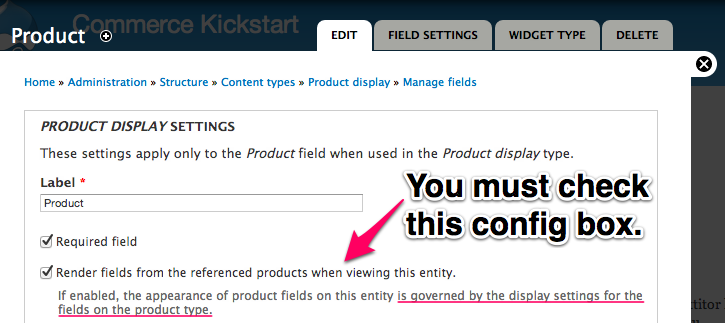 Commerce Kickstart
Product
EDIT
FIELD SETTINGS
WIDGET TYPE
DELETE
Home » Administration » Structure » Content types » Product display » Manage fields
PRODUCT DISPLAY SETTINGS
These settings apply only to the Product field when used in the Product display type.
Label *
Product
You must check
this config box.
Required field
Render fields from the referenced products when viewing this entity.
If enabled, the appearance of product fields on this entity is governed by the display settings for the
fields on the product type.